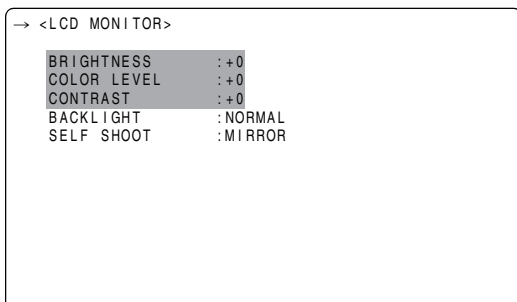 → <LCD MONITOR>
BRIGHTNESS :+0
COLOR LEVEL :+0
CONTRAST :+0
BACKLIGHT :NORMAL
SELF SHOOT :MIRROR